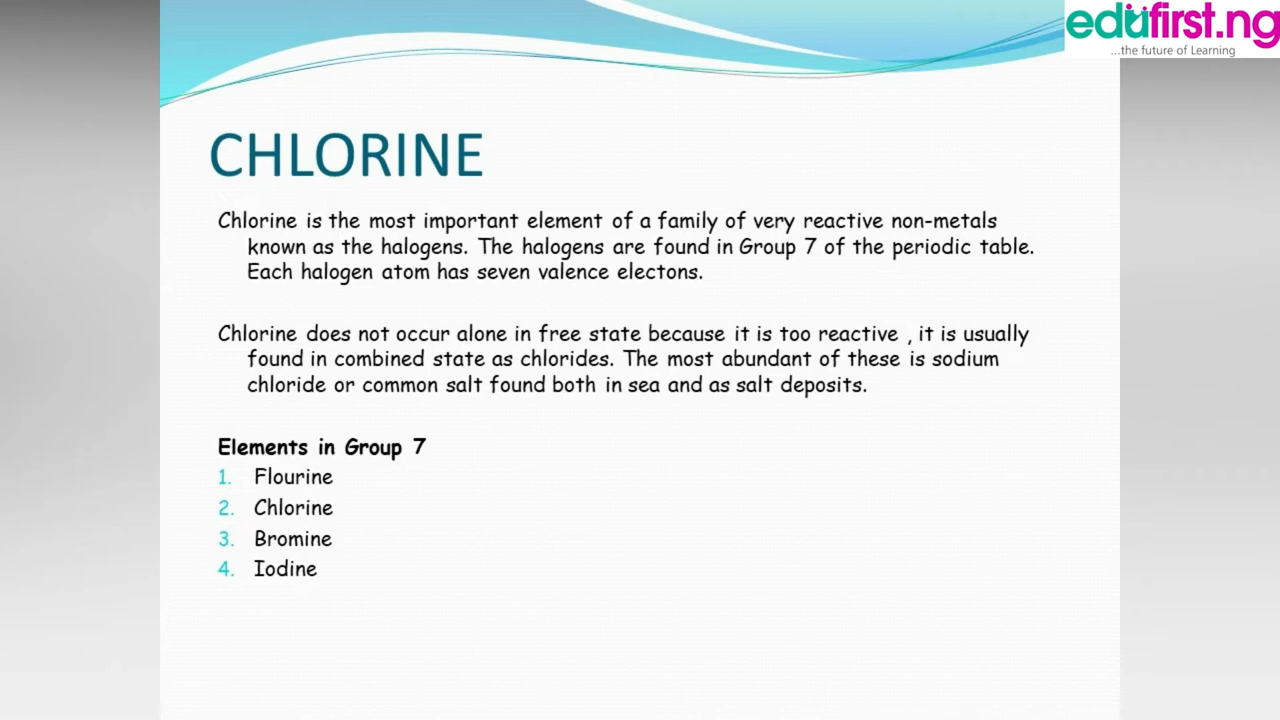 edufirst.ng
...the future of Learning
CHLORINE
Chlorine is the most important element of a family of very reactive non-metals
known as the halogens. The halogens are found in Group 7 of the periodic table.
Each halogen atom has seven valence electons.
Chlorine does not occur alone in free state because it is too reactive , it is usually
found in combined state as chlorides. The most abundant of these is sodium
chloride or common salt found both in sea and as salt deposits.
Elements in Group 7
1. Flourine
2. Chlorine
3. Bromine
4. Iodine